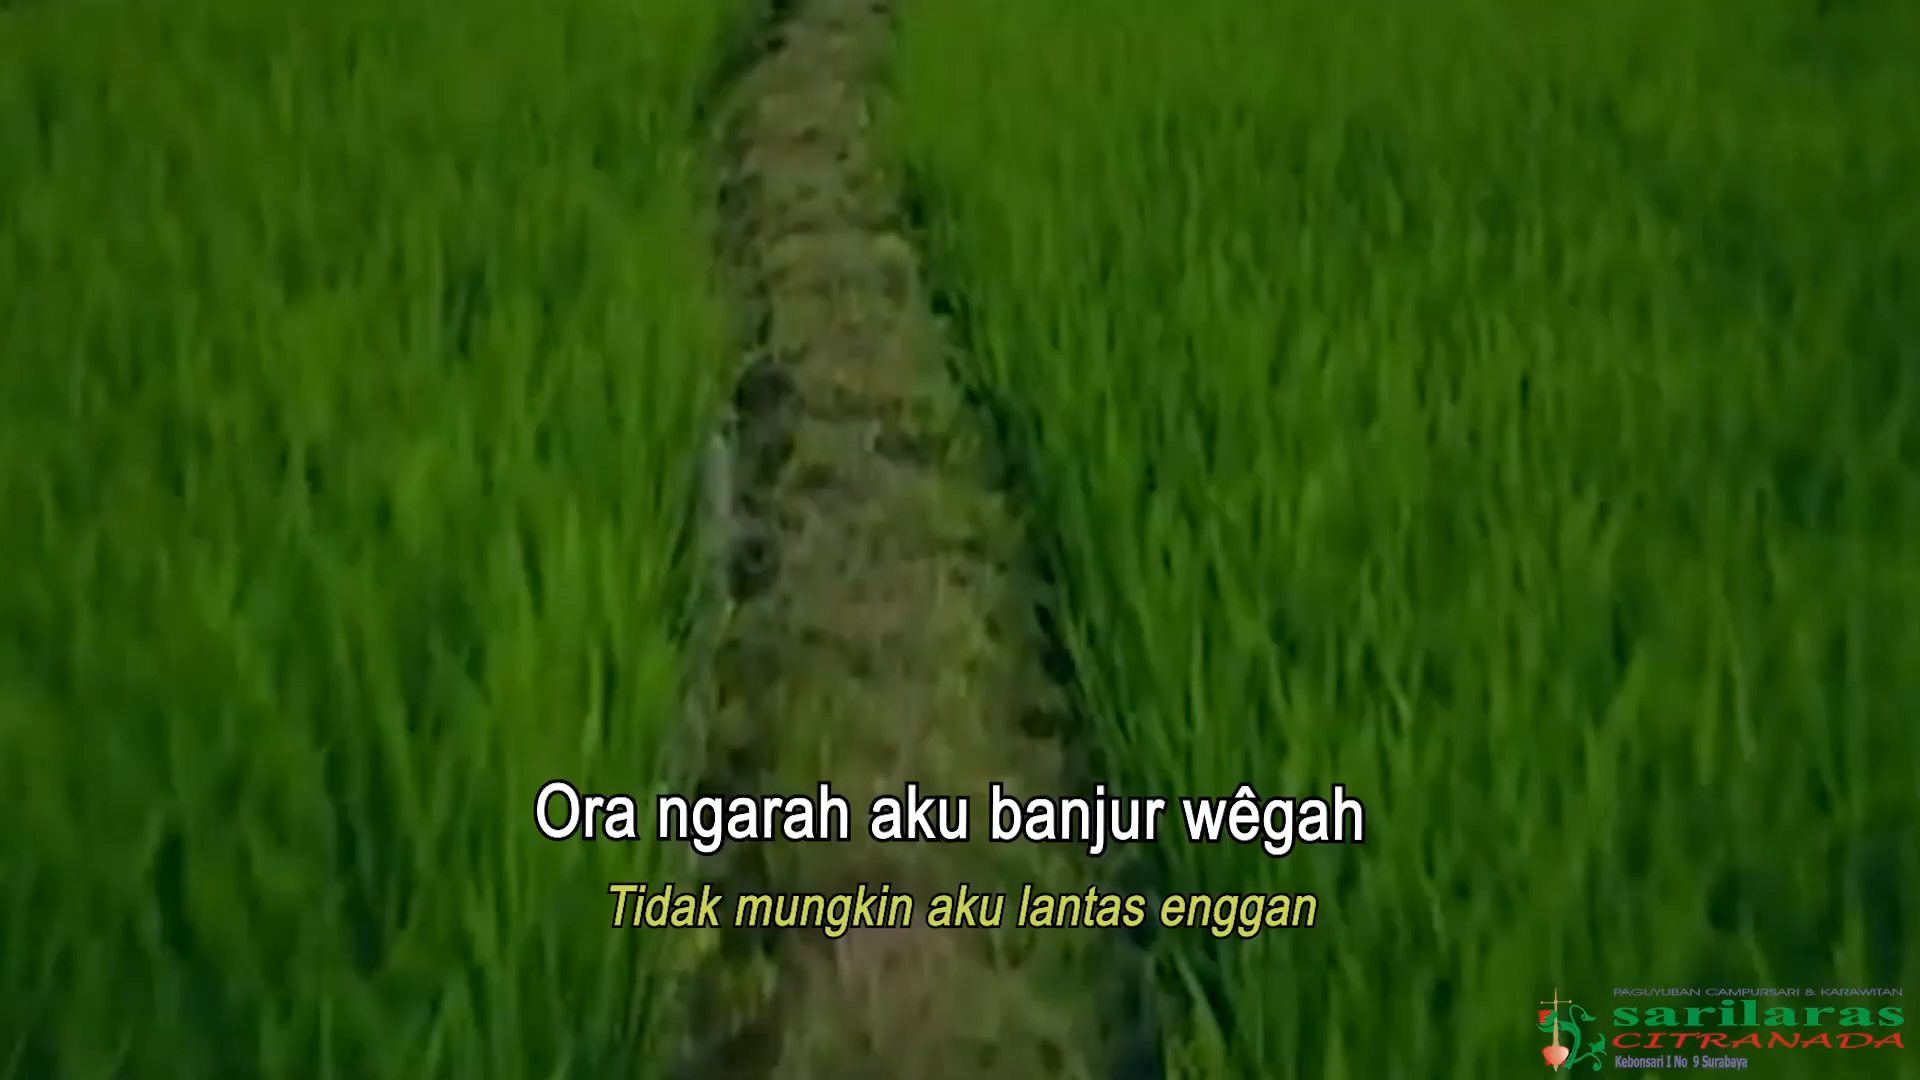 Ora ngarah aku banjur wêgah
Tidak mungkin aku lantas enggan
PAGUYUBAN CAMPURSARI & KARAWITAN
sarilaras
CITRANADA
Kebonsari I No 9 Surabaya